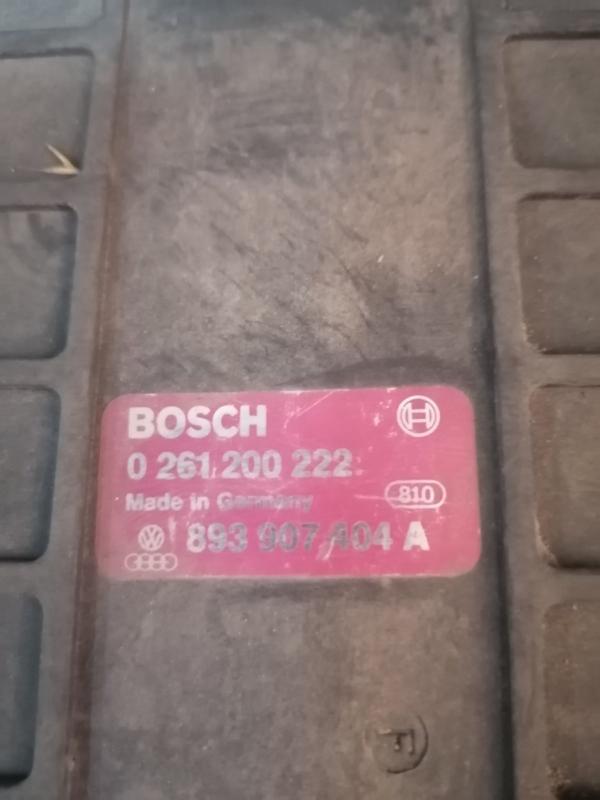 BOSCH
0 261 200 222
Made in Germany
810
893 907 404 A